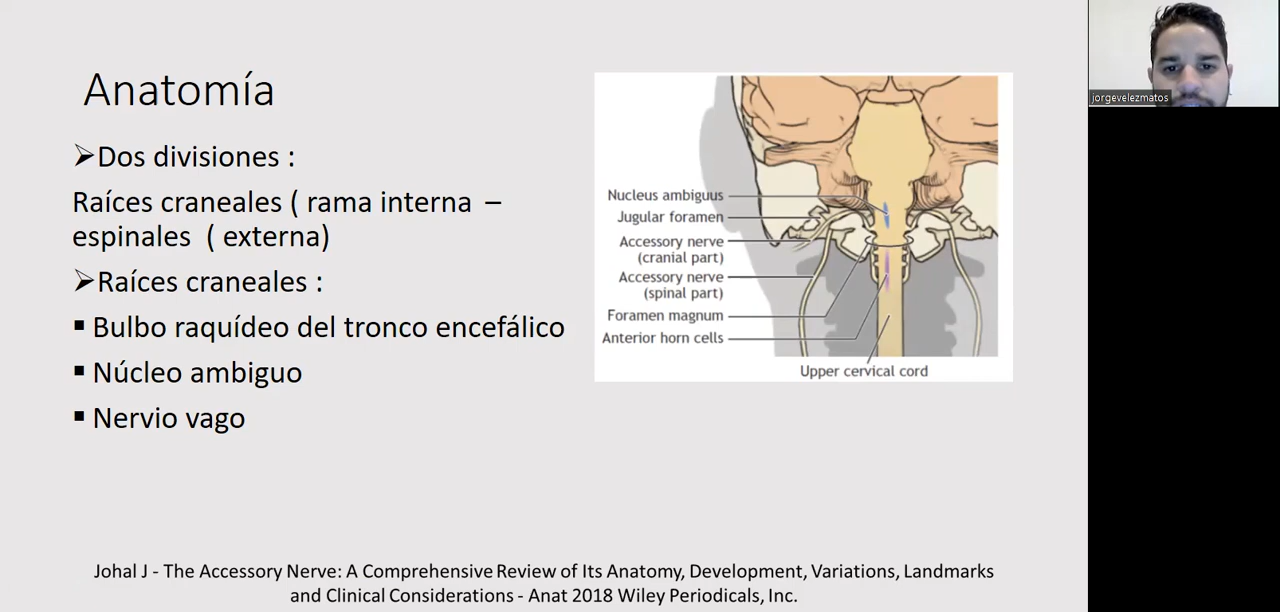 Anatomía
➢Dos divisiones :
Raíces craneales ( rama interna –
espinales ( externa)
➢Raíces craneales :
▪ Bulbo raquídeo del tronco encefálico
▪ Núcleo ambiguo
▪ Nervio vago
Nucleus ambiguus
Jugular foramen
Accessory nerve
(cranial part)
Accessory nerve
(spinal part)
Foramen magnum
Anterior horn cells
Upper cervical cord
Johal J - The Accessory Nerve: A Comprehensive Review of Its Anatomy, Development, Variations, Landmarks
and Clinical Considerations - Anat 2018 Wiley Periodicals, Inc.
jorgevelezmatos